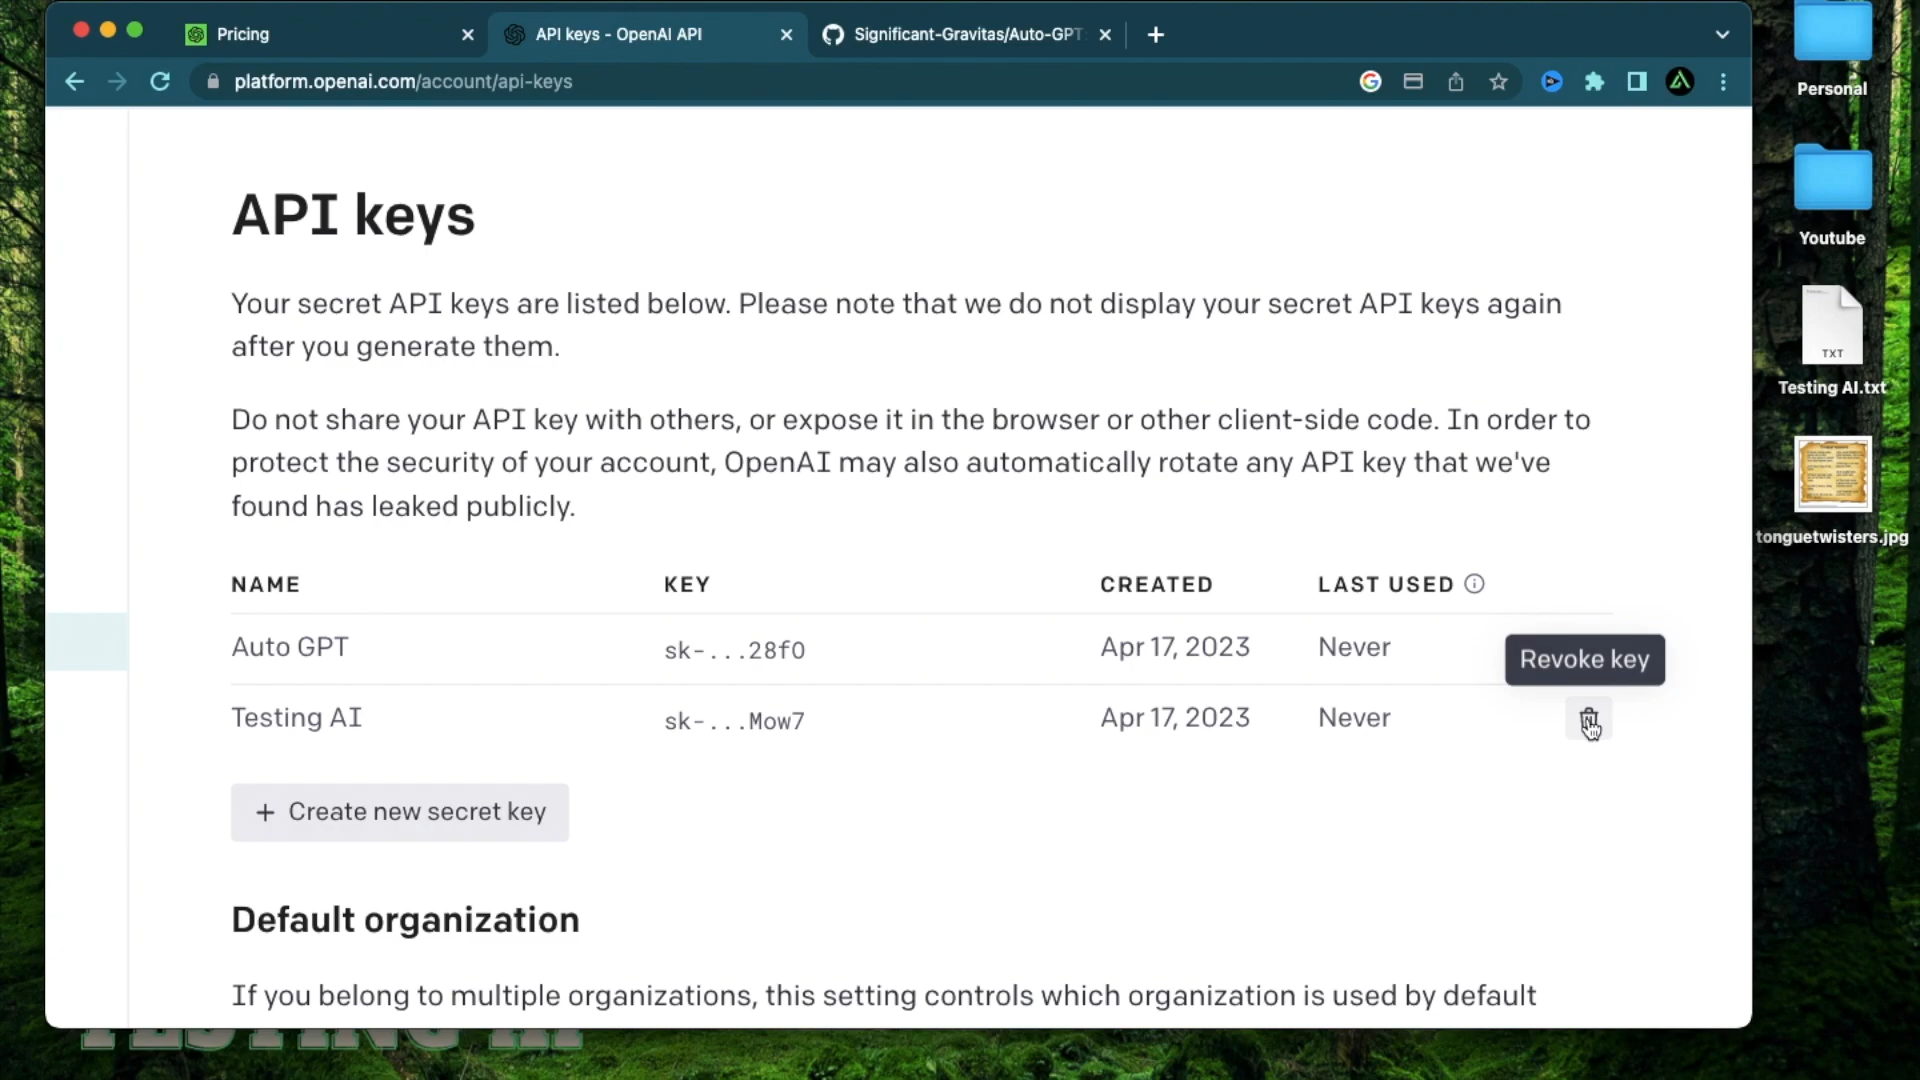 Pricing
API keys - OpenAI API
Significant-Gravitas/Auto-GPT
platform.openai.com/account/api-keys
API keys
Your secret API keys are listed below. Please note that we do not display your secret API keys again
after you generate them.
Do not share your API key with others, or expose it in the browser or other client-side code. In order to
protect the security of your account, OpenAI may also automatically rotate any API key that we've
found has leaked publicly.
NAME KEY CREATED LAST USED
Auto GPT sk-...28fO Apr 17, 2023 Never
Revoke key
Testing AI sk-...Mow7 Apr 17, 2023 Never
+ Create new secret key
Default organization
If you belong to multiple organizations, this setting controls which organization is used by default
TESTING AI
Personal
Youtube
TXT
Testing AI.txt
tonguetwisters.jpg